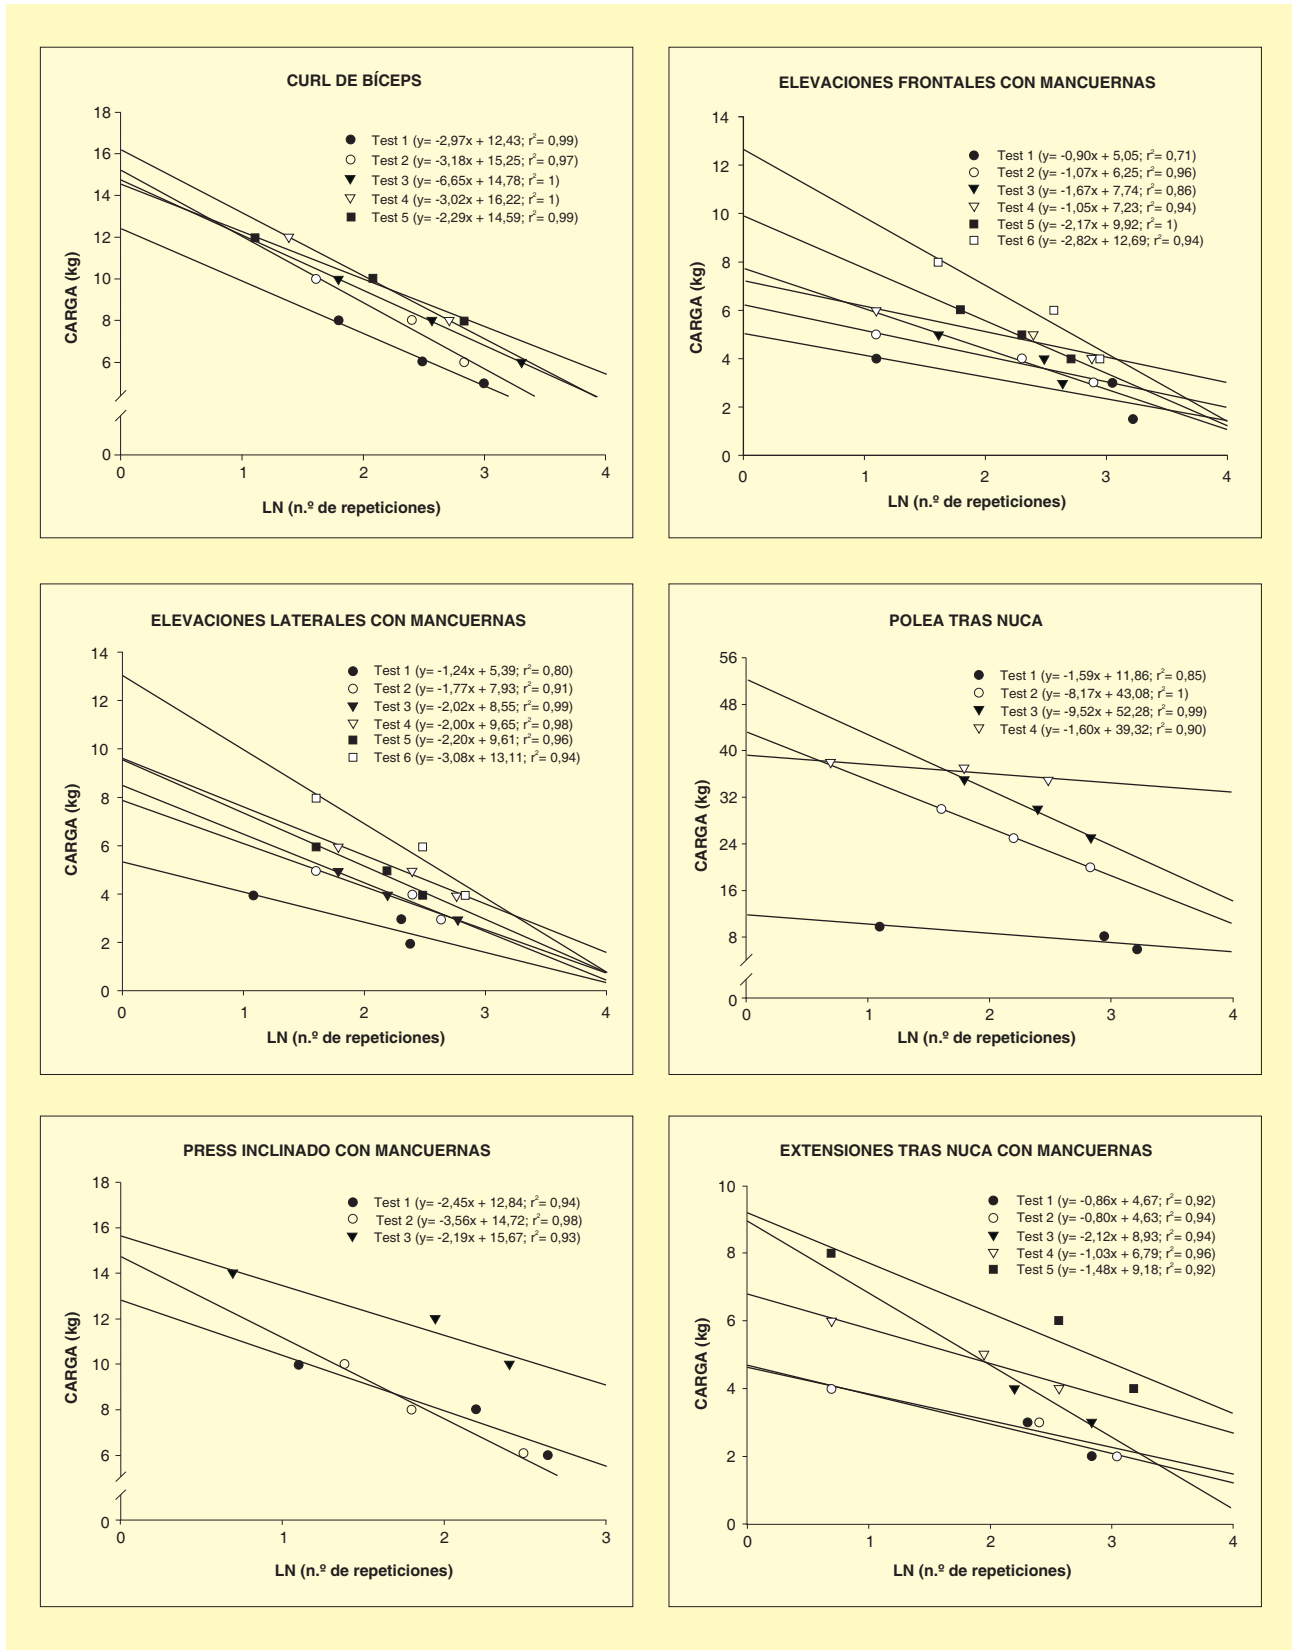 CURL DE BÍCEPS
18
16
14
12
10
8
6
0
CARGA (kg)
Test 1 (y= -2,97x + 12,43; r²= 0,99)
Test 2 (y= -3,18x + 15,25; r²= 0,97)
Test 3 (y= -6,65x + 14,78; r²= 1)
Test 4 (y= -3,02x + 16,22; r²= 1)
Test 5 (y= -2,29x + 14,59; r²= 0,99)
0 1 2 3 4
LN (n.º de repeticiones)
ELEVACIONES FRONTALES CON MANCUERNAS
14
12
10
8
6
4
2
0
CARGA (kg)
Test 1 (y= -0,90x + 5,05; r²= 0,71)
Test 2 (y= -1,07x + 6,25; r²= 0,96)
Test 3 (y= -1,67x + 7,74; r²= 0,86)
Test 4 (y= -1,05x + 7,23; r²= 0,94)
Test 5 (y= -2,17x + 9,92; r²= 1)
Test 6 (y= -2,82x + 12,69; r²= 0,94)
0 1 2 3 4
LN (n.º de repeticiones)
ELEVACIONES LATERALES CON MANCUERNAS
14
12
10
8
6
4
2
0
CARGA (kg)
Test 1 (y= -1,24x + 5,39; r²= 0,80)
Test 2 (y= -1,77x + 7,93; r²= 0,91)
Test 3 (y= -2,02x + 8,55; r²= 0,99)
Test 4 (y= -2,00x + 9,65; r²= 0,98)
Test 5 (y= -2,20x + 9,61; r²= 0,96)
Test 6 (y= -3,08x + 13,11; r²= 0,94)
0 1 2 3 4
LN (n.º de repeticiones)
POLEA TRAS NUCA
56
48
40
32
24
16
8
0
CARGA (kg)
Test 1 (y= -1,59x + 11,86; r²= 0,85)
Test 2 (y= -8,17x + 43,08; r²= 1)
Test 3 (y= -9,52x + 52,28; r²= 0,99)
Test 4 (y= -1,60x + 39,32; r²= 0,90)
0 1 2 3 4
LN (n.º de repeticiones)
PRESS INCLINADO CON MANCUERNAS
18
16
14
12
10
8
6
0
CARGA (kg)
Test 1 (y= -2,45x + 12,84; r²= 0,94)
Test 2 (y= -3,56x + 14,72; r²= 0,98)
Test 3 (y= -2,19x + 15,67; r²= 0,93)
0 1 2 3
LN (n.º de repeticiones)
EXTENSIONES TRAS NUCA CON MANCUERNAS
10
8
6
4
2
0
CARGA (kg)
Test 1 (y= -0,86x + 4,67; r²= 0,92)
Test 2 (y= -0,80x + 4,63; r²= 0,94)
Test 3 (y= -2,12x + 8,93; r²= 0,94)
Test 4 (y= -1,03x + 6,79; r²= 0,96)
Test 5 (y= -1,48x + 9,18; r²= 0,92)
0 1 2 3 4
LN (n.º de repeticiones)